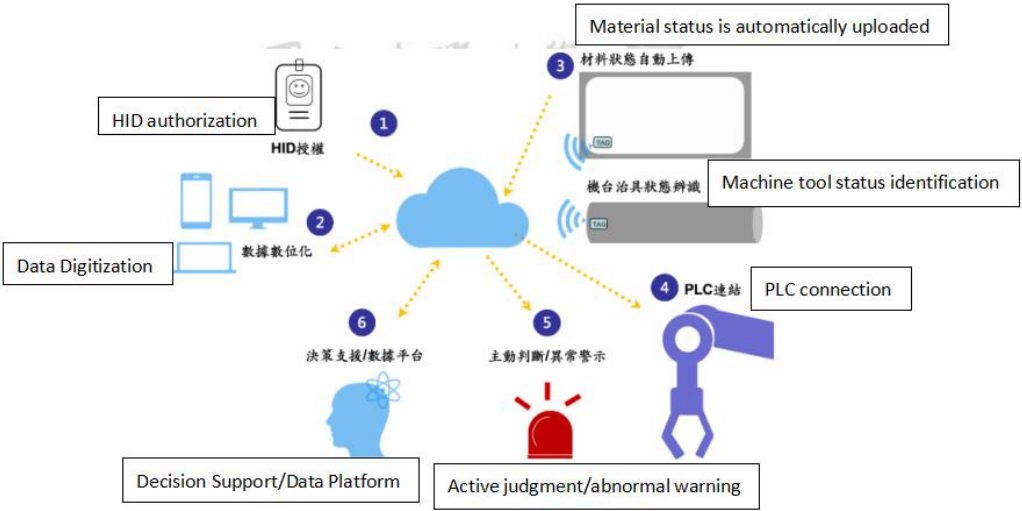 Material status is automatically uploaded
3
材料狀態自動上傳
TAG
HID authorization
1
HID授權
機台治具狀態辨識
Machine tool status identification
TAG
2
數據數位化
Data Digitization
4
PLC連結
PLC connection
6
決策支援/數據平台
5
主動判斷/異常警示
Decision Support/Data Platform
Active judgment/abnormal warning